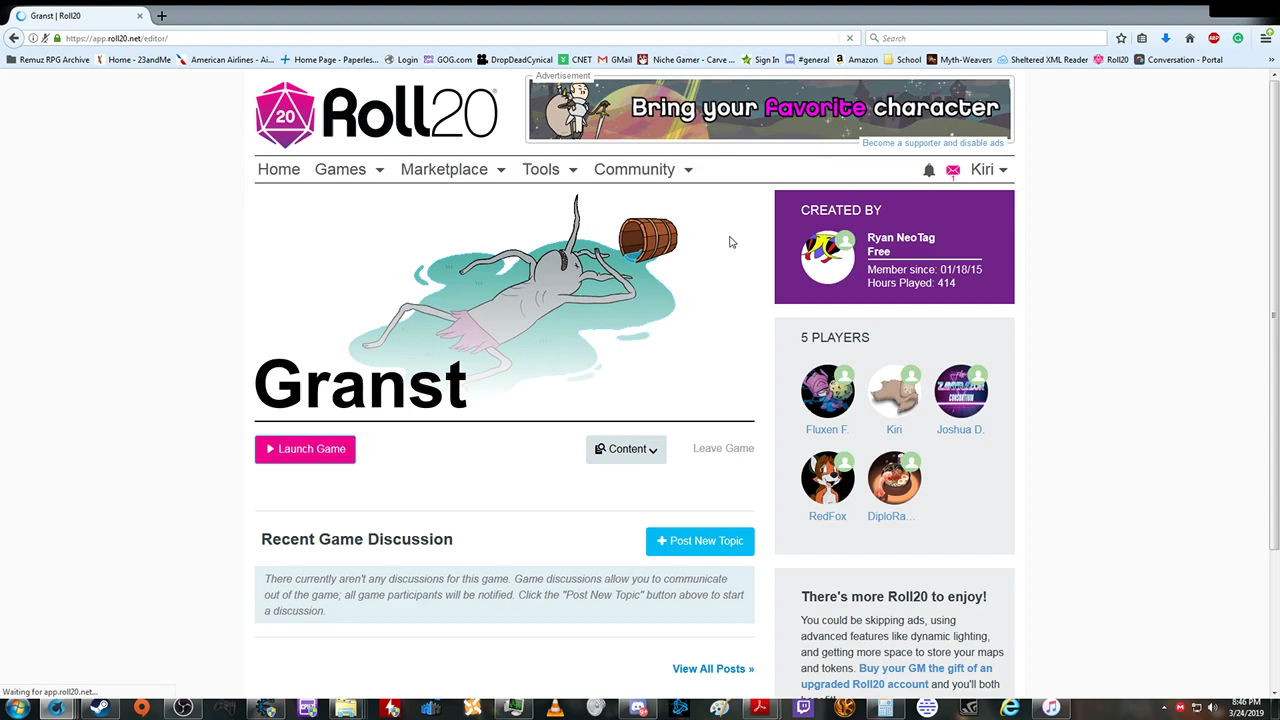 Granst | Roll20
https://app.roll20.net/editor/
Search
Remuz RPG Archive
Home - 23andMe
American Airlines - Ai...
Home Page - Paperles...
Login
GOG.com
DropDeadCynical
CNET
GMail
Niche Gamer - Carve ...
Sign In
#general
Amazon
School
Myth-Weavers
Sheltered XML Reader
Roll20
Conversation - Portal
20
Roll20
Advertisement
Bring your favorite character
Become a supporter and disable ads
Home Games Marketplace Tools Community
1
Kiri
CREATED BY
Ryan NeoTag
Free
Member since: 01/18/15
Hours Played: 414
5 PLAYERS
Fluxen F.
Kiri
Joshua D.
RedFox
DiploRa...
Granst
Launch Game
Content
Leave Game
Recent Game Discussion
Post New Topic
There currently aren't any discussions for this game. Game discussions allow you to communicate
out of the game; all game participants will be notified. Click the "Post New Topic" button above to start
a discussion.
View All Posts »
There's more Roll20 to enjoy!
You could be skipping ads, using
advanced features like dynamic lighting,
and getting more space to store your maps
and tokens. Buy your GM the gift of an
upgraded Roll20 account and you'll both
Waiting for app.roll20.net...
8:46 PM
3/24/2019